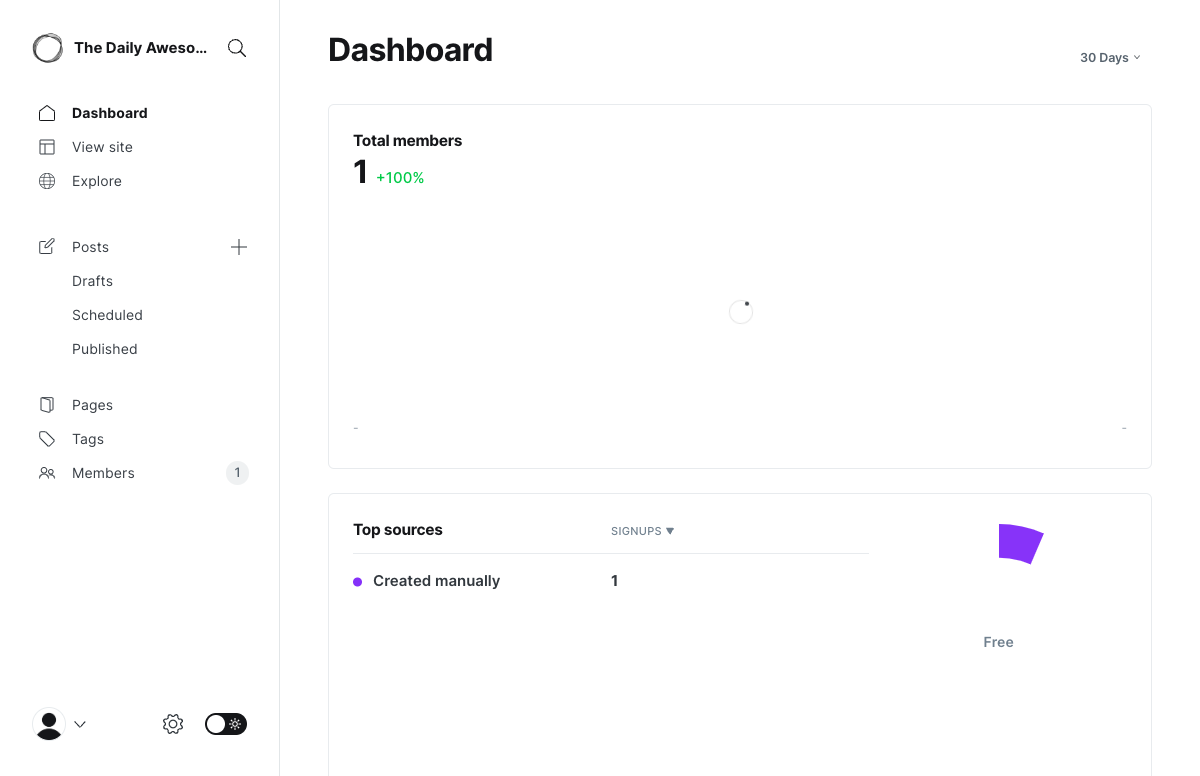 The Daily Aweso...
Dashboard
View site
Explore
Posts
Drafts
Scheduled
Published
Pages
Tags
Members 1
Dashboard
30 Days
Total members
1 +100%
- -
Top sources SIGNUPS ▼
Created manually 1
Free